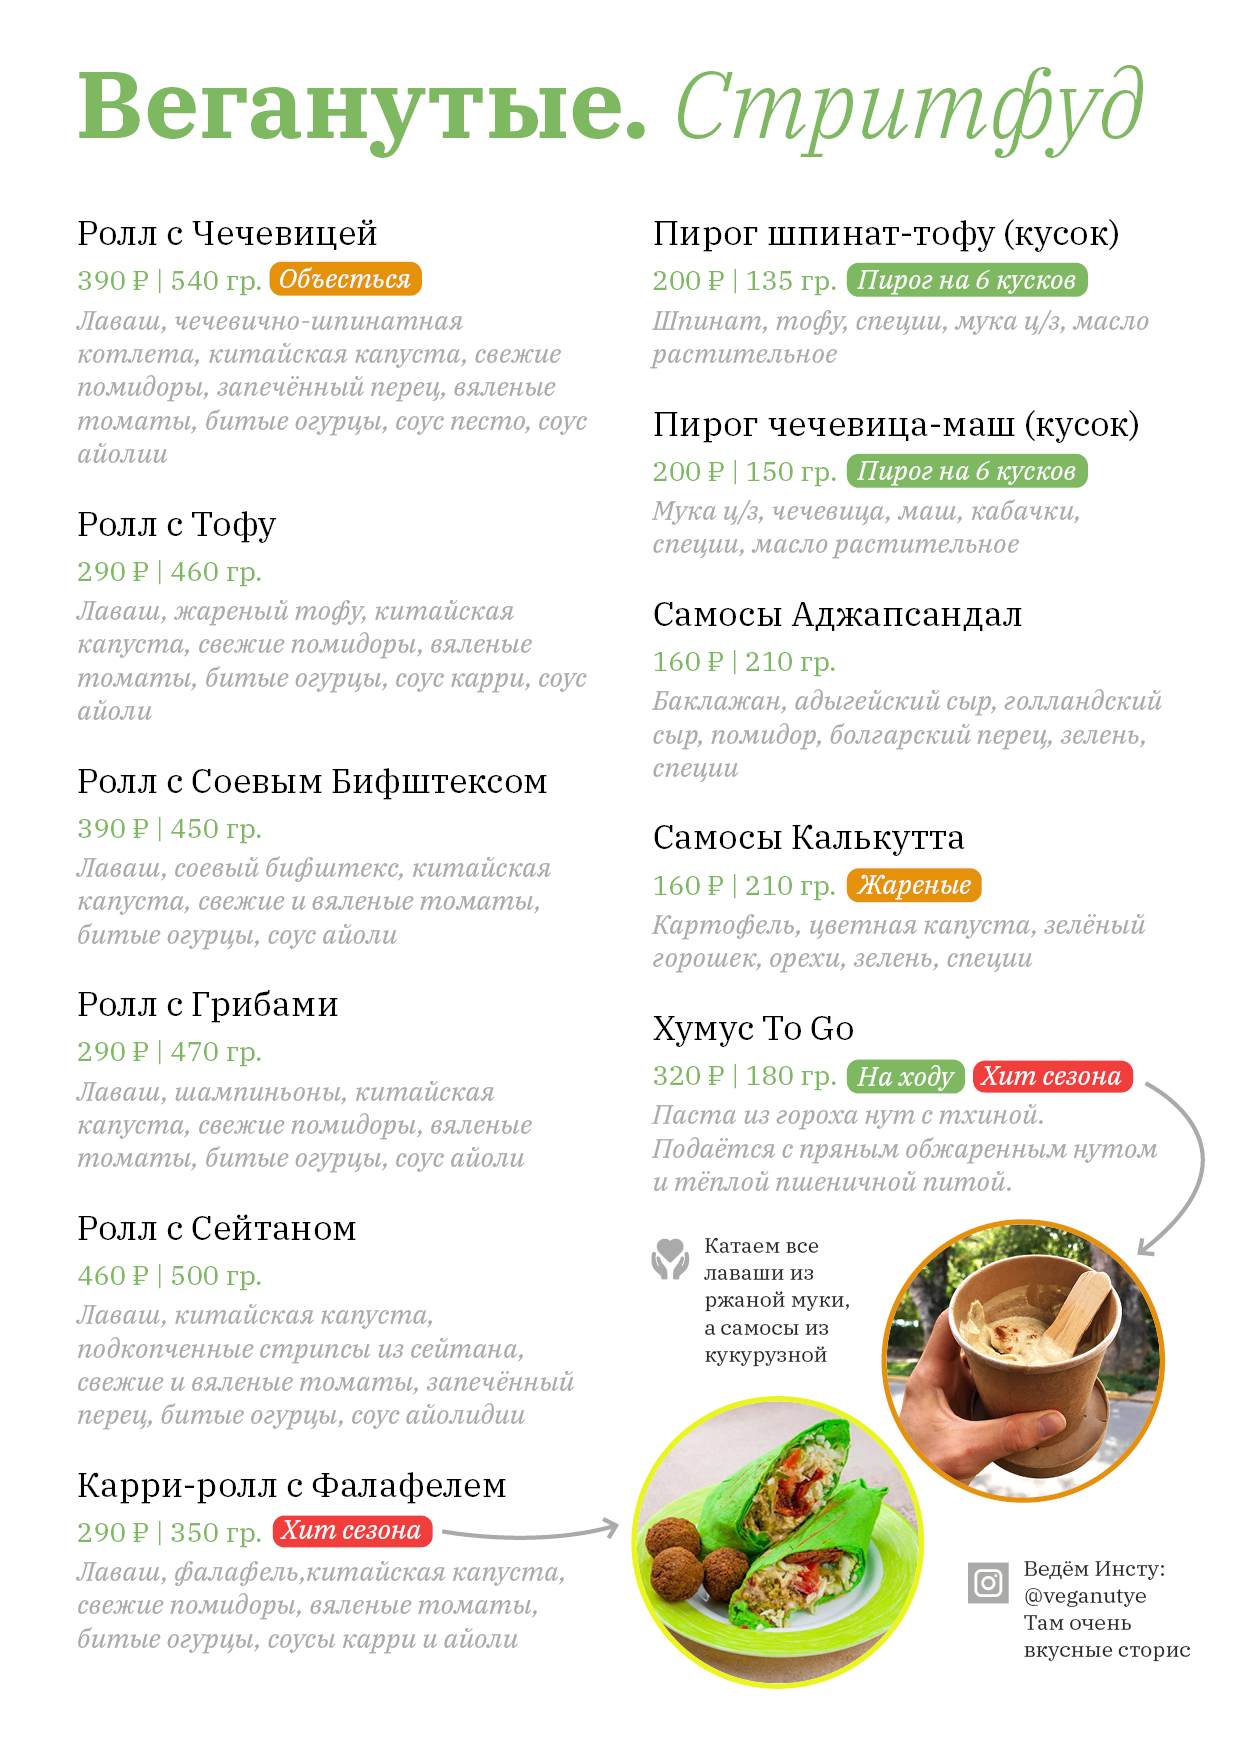 Веганутые. Стритфуд
Ролл с Чечевицей
390 ₽ | 540 гр. Объесться
Лаваш, чечевично-шпинатная
котлета, китайская капуста, свежие
помидоры, запечённый перец, вяленые
томаты, битые огурцы, соус песто, соус
айолии
Ролл с Тофу
290 ₽ | 460 гр.
Лаваш, жареный тофу, китайская
капуста, свежие помидоры, вяленые
томаты, битые огурцы, соус карри, соус
айоли
Ролл с Соевым Бифштексом
390 ₽ | 450 гр.
Лаваш, соевый бифштекс, китайская
капуста, свежие и вяленые томаты,
битые огурцы, соус айоли
Ролл с Грибами
290 ₽ | 470 гр.
Лаваш, шампиньоны, китайская
капуста, свежие помидоры, вяленые
томаты, битые огурцы, соус айоли
Ролл с Сейтаном
460 ₽ | 500 гр.
Лаваш, китайская капуста,
подкопченные стрипсы из сейтана,
свежие и вяленые томаты, запечённый
перец, битые огурцы, соус айолидии
Карри-ролл с Фалафелем
290 ₽ | 350 гр. Хит сезона
Лаваш, фалафель,китайская капуста,
свежие помидоры, вяленые томаты,
битые огурцы, соусы карри и айоли
Пирог шпинат-тофу (кусок)
200 ₽ | 135 гр. Пирог на 6 кусков
Шпинат, тофу, специи, мука ц/з, масло
растительное
Пирог чечевица-маш (кусок)
200 ₽ | 150 гр. Пирог на 6 кусков
Мука ц/з, чечевица, маш, кабачки,
специи, масло растительное
Самосы Аджапсандал
160 ₽ | 210 гр.
Баклажан, адыгейский сыр, голландский
сыр, помидор, болгарский перец, зелень,
специи
Самосы Калькутта
160 ₽ | 210 гр. Жареные
Картофель, цветная капуста, зелёный
горошек, орехи, зелень, специи
Хумус To Go
320 ₽ | 180 гр. На ходу Хит сезона
Паста из гороха нут с тхиной.
Подаётся с пряным обжаренным нутом
и тёплой пшеничной питой.
Катаем все
лаваши из
ржаной муки,
а самосы из
кукурузной
Ведём Инсту:
@veganutye
Там очень
вкусные сторис